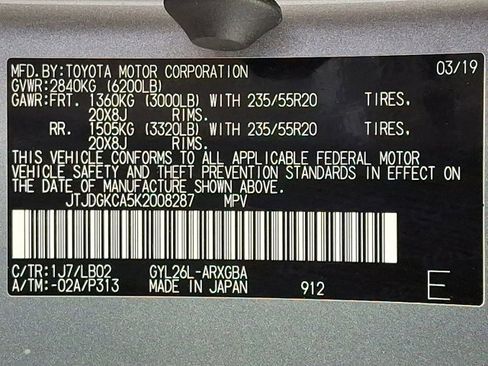 MFD.BY:TOYOTA MOTOR CORPORATION 03/19
GVWR:2840KG (6200LB)
GAWR:FRT. 1360KG (3000LB) WITH 235/55R20 TIRES,
20X8J RIMS.
RR. 1505KG (3320LB) WITH 235/55R20 TIRES,
20X8J RIMS.
THIS VEHICLE CONFORMS TO ALL APPLICABLE FEDERAL MOTOR
VEHICLE SAFETY AND THEFT PREVENTION STANDARDS IN EFFECT ON
THE DATE OF MANUFACTURE SHOWN ABOVE.
JTJDGKCA5K2008287 MPV
C/TR:1J7/LB02 GYL26L-ARXGBA
A/TM:-02A/P313 MADE IN JAPAN 912 E